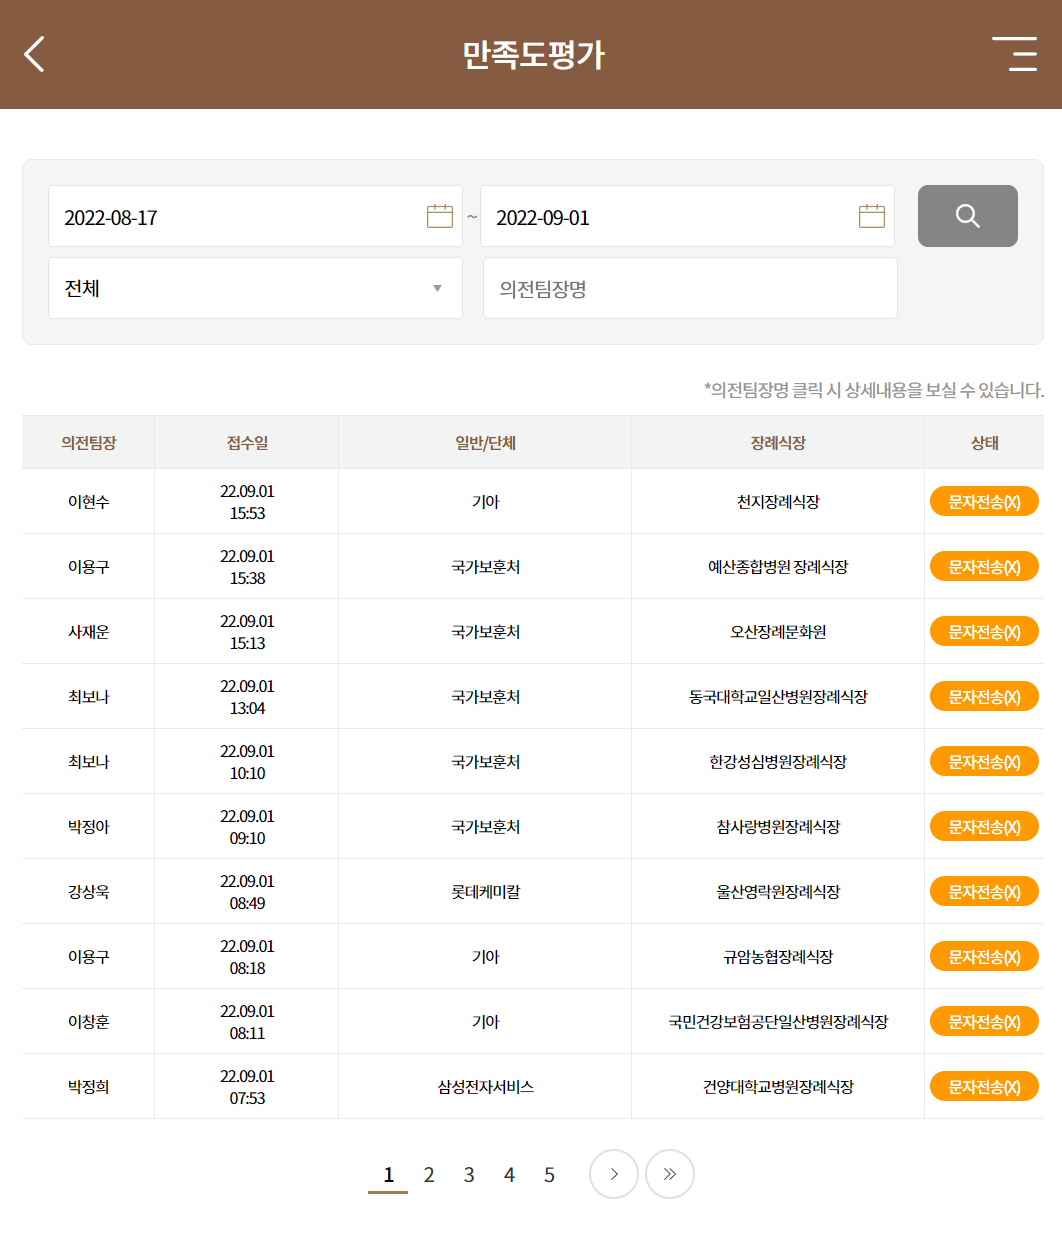 만족도평가
2022-08-17 ~ 2022-09-01
전체 의전팀장명
*의전팀장명 클릭 시 상세내용을 보실 수 있습니다.
의전팀장 접수일 일반/단체 장례식장 상태
이현수 22.09.01 15:53 기아 천지장례식장 문자전송(X)
이용구 22.09.01 15:38 국가보훈처 예산종합병원 장례식장 문자전송(X)
사재운 22.09.01 15:13 국가보훈처 오산장례문화원 문자전송(X)
최보나 22.09.01 13:04 국가보훈처 동국대학교일산병원장례식장 문자전송(X)
최보나 22.09.01 10:10 국가보훈처 한강성심병원장례식장 문자전송(X)
박정아 22.09.01 09:10 국가보훈처 참사랑병원장례식장 문자전송(X)
강상욱 22.09.01 08:49 롯데케미칼 울산영락원장례식장 문자전송(X)
이용구 22.09.01 08:18 기아 규암농협장례식장 문자전송(X)
이창훈 22.09.01 08:11 기아 국민건강보험공단일산병원장례식장 문자전송(X)
박정희 22.09.01 07:53 삼성전자서비스 건양대학교병원장례식장 문자전송(X)
1 2 3 4 5